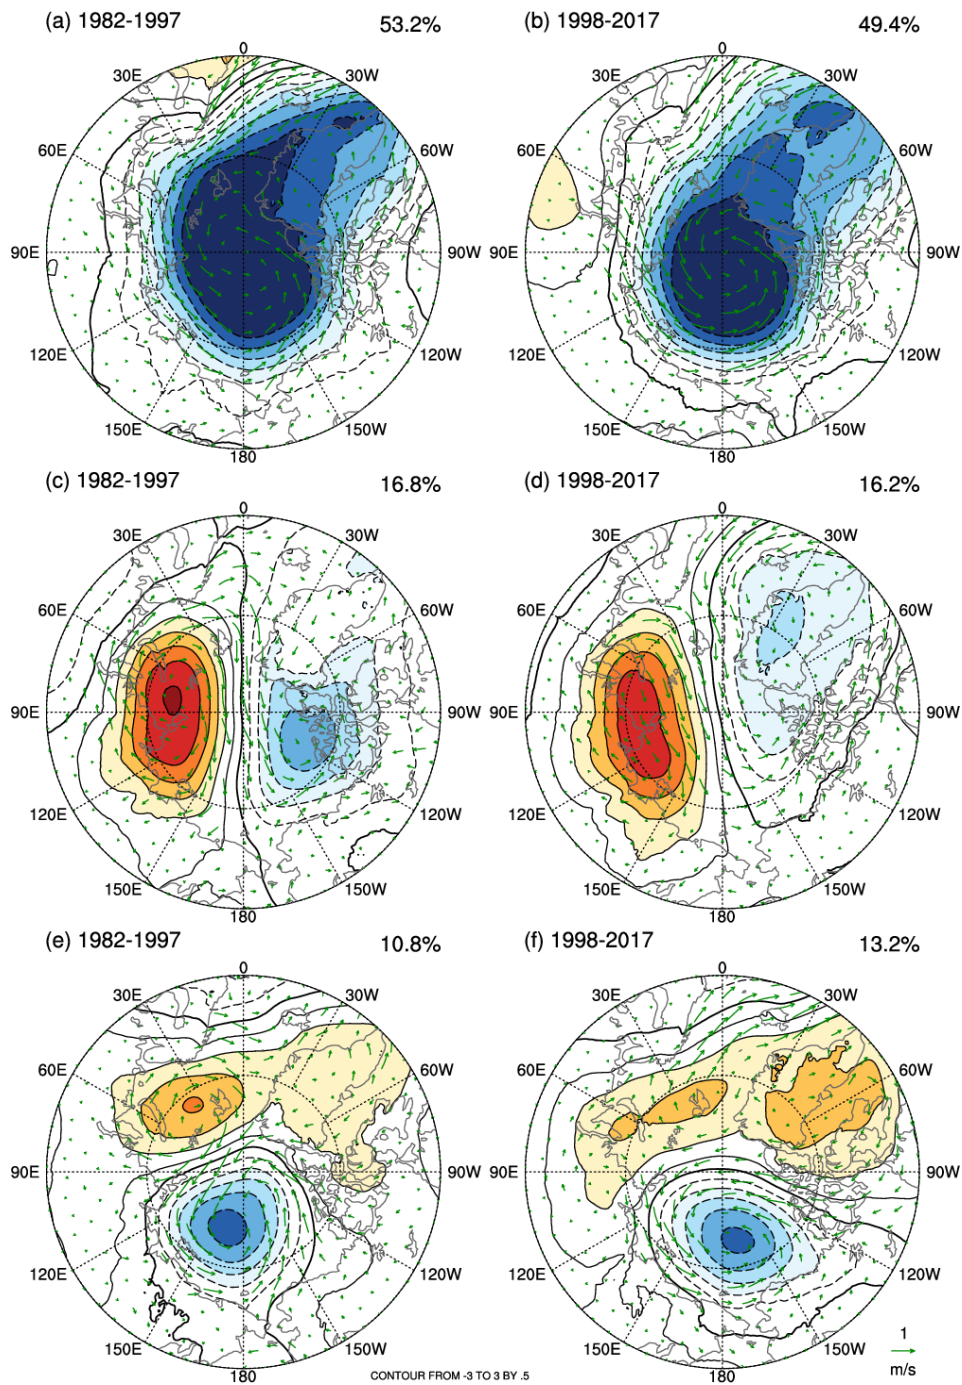 (a) 1982-1997 53.2% (b) 1998-2017 49.4%
0 0
30E 30W 30E 30W
60E 60W 60E 60W
90E 90W 90E 90W
120E 120W 120E 120W
150E 150W 150E 150W
180 180
(c) 1982-1997 16.8% (d) 1998-2017 16.2%
0 0
30E 30W 30E 30W
60E 60W 60E 60W
90E 90W 90E 90W
120E 120W 120E 120W
150E 150W 150E 150W
180 180
(e) 1982-1997 10.8% (f) 1998-2017 13.2%
0 0
30E 30W 30E 30W
60E 60W 60E 60W
90E 90W 90E 90W
120E 120W 120E 120W
150E 150W 150E 150W
180 180
1
m/s
CONTOUR FROM -3 TO 3 BY .5